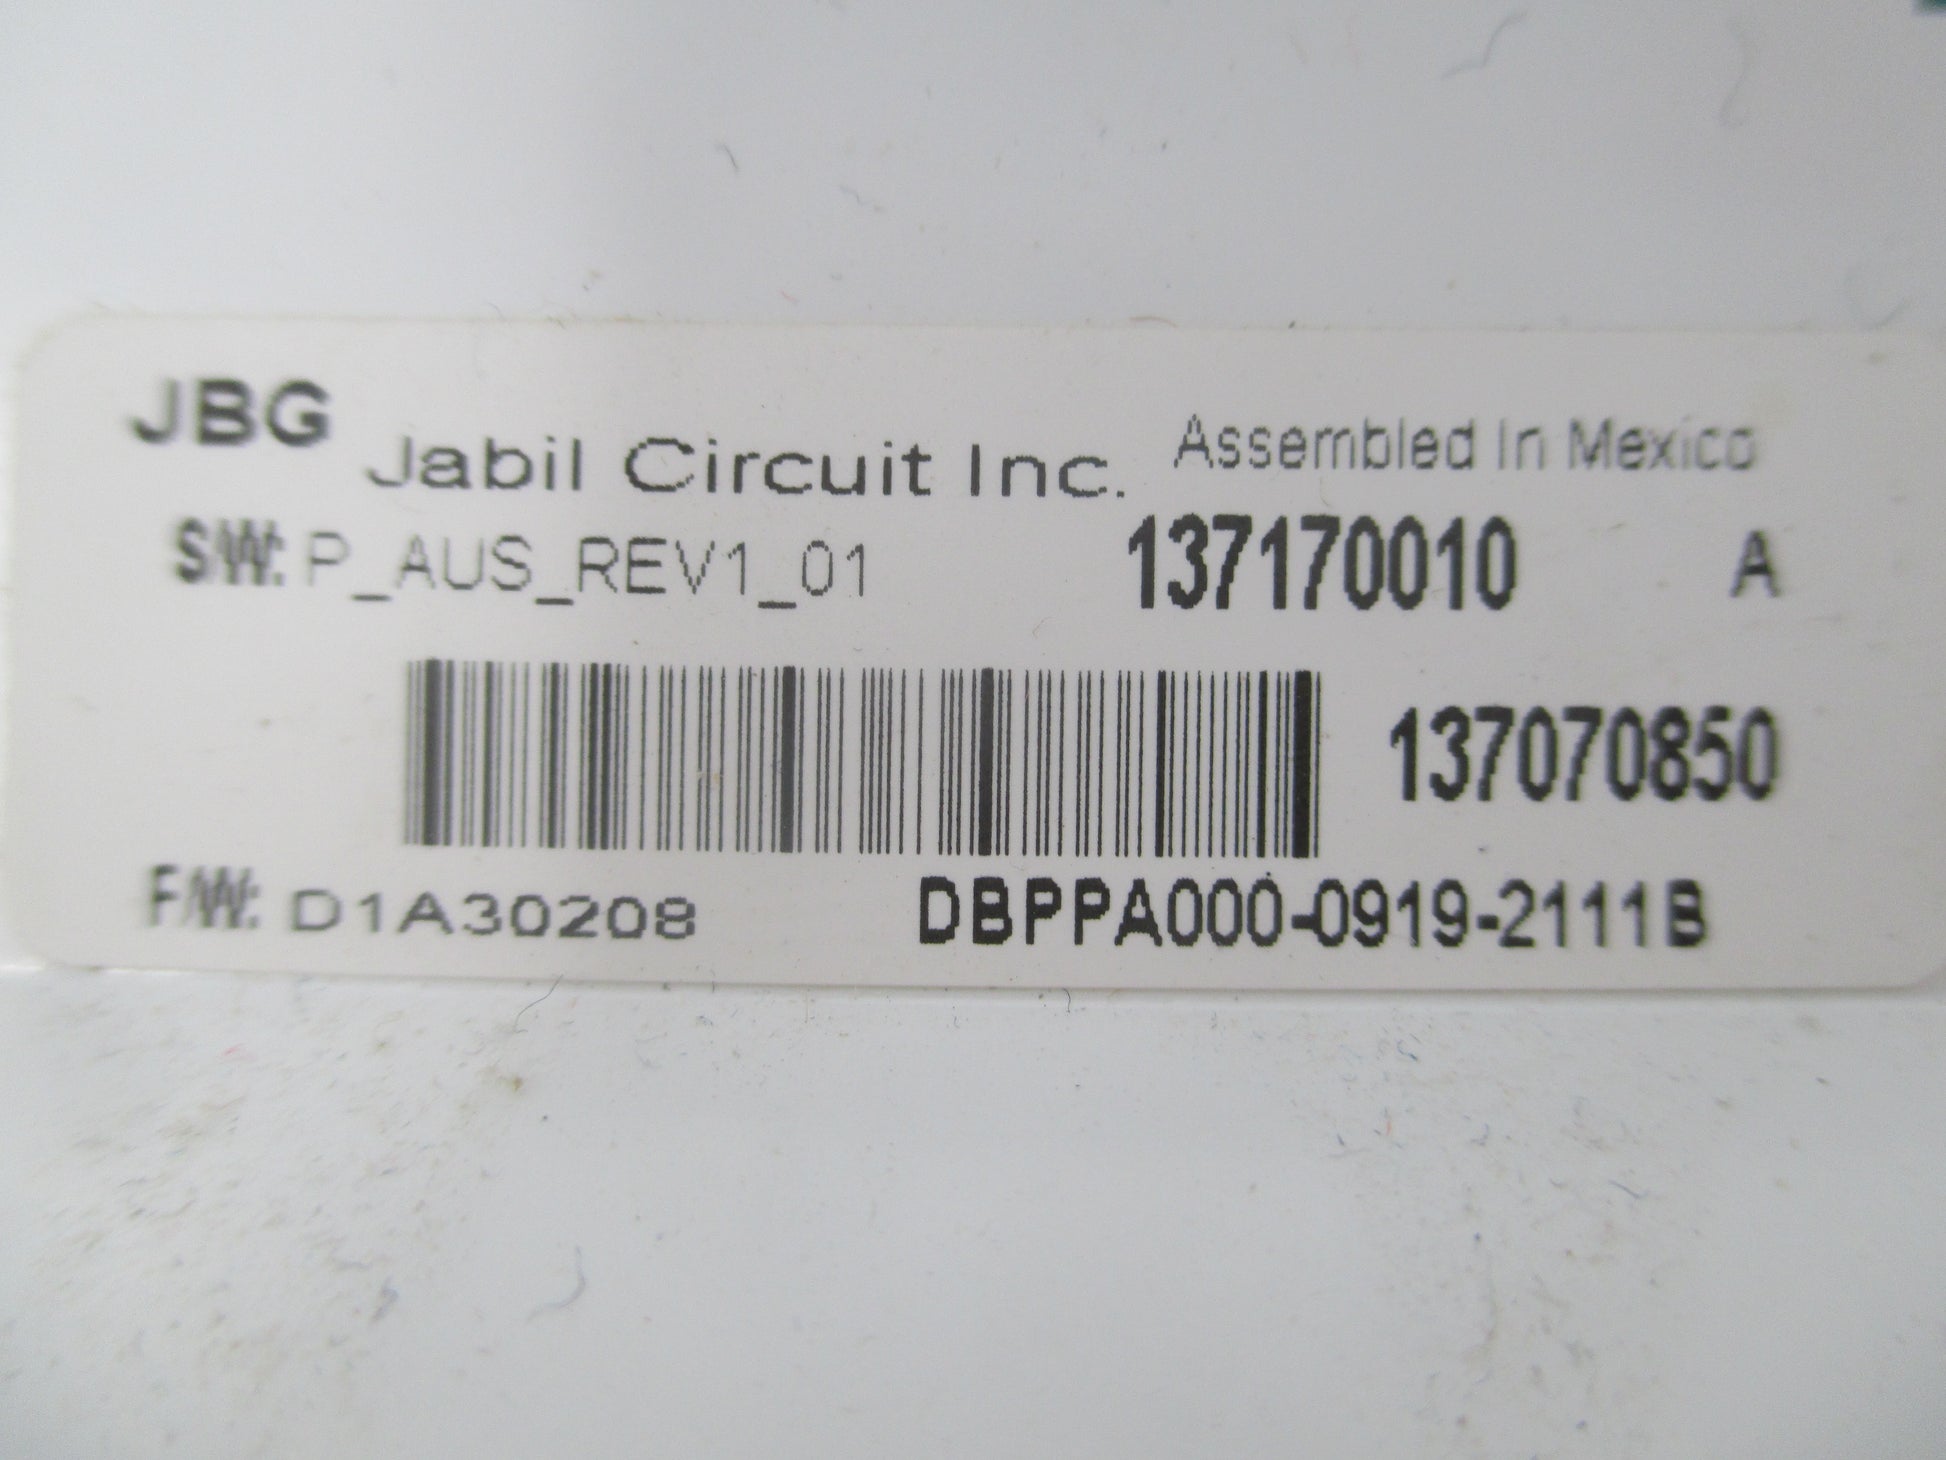 JBG Jabil Circuit Inc. Assembled In Mexico
S/W: P_AUS_REV1_01 137170010 A
137070850
F/W: D1A30208 DBPPA000-0919-2111B